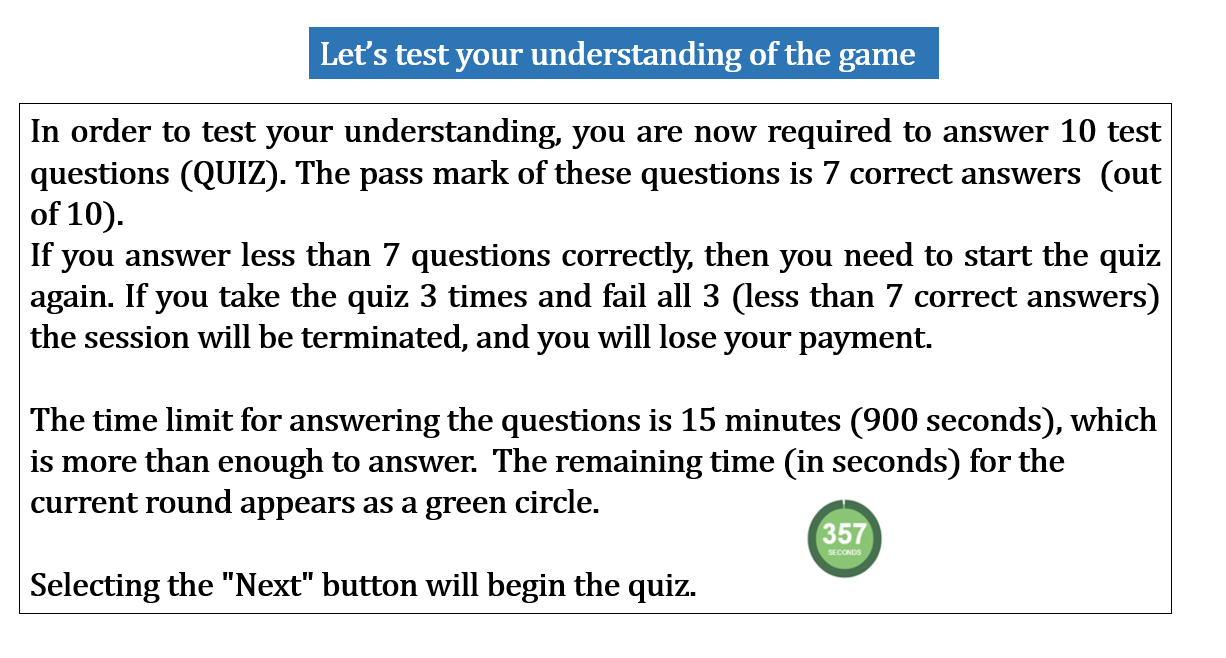 Let’s test your understanding of the game
In order to test your understanding, you are now required to answer 10 test
questions (QUIZ). The pass mark of these questions is 7 correct answers  (out
of 10).
If you answer less than 7 questions correctly, then you need to start the quiz
again. If you take the quiz 3 times and fail all 3 (less than 7 correct answers)
the session will be terminated, and you will lose your payment.
The time limit for answering the questions is 15 minutes (900 seconds), which
is more than enough to answer.  The remaining time (in seconds) for the
current round appears as a green circle.
357
SECONDS
Selecting the "Next" button will begin the quiz.